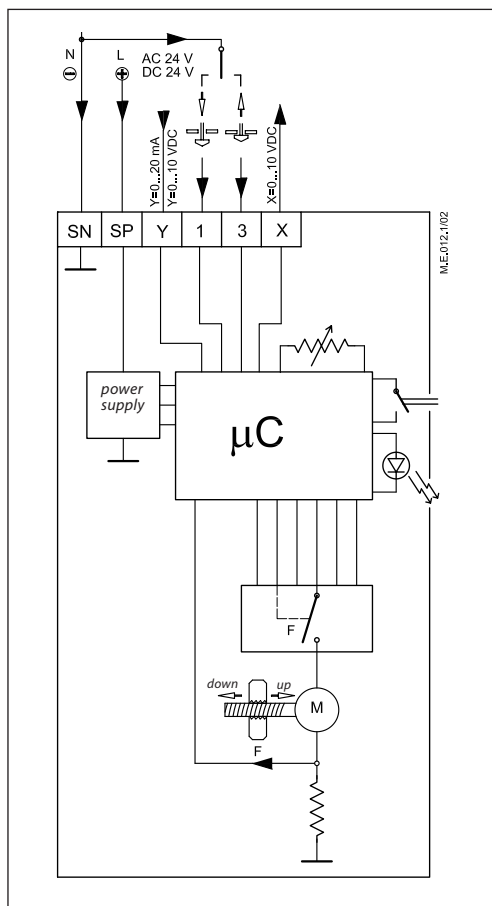 N L AC 24 V
DC 24 V
Y=0...20 mA
Y=0...10 VDC
X=0...10 VDC
SN SP Y 1 3 X
M.E.012.1/02
power
supply
µC
F
down up
M
F